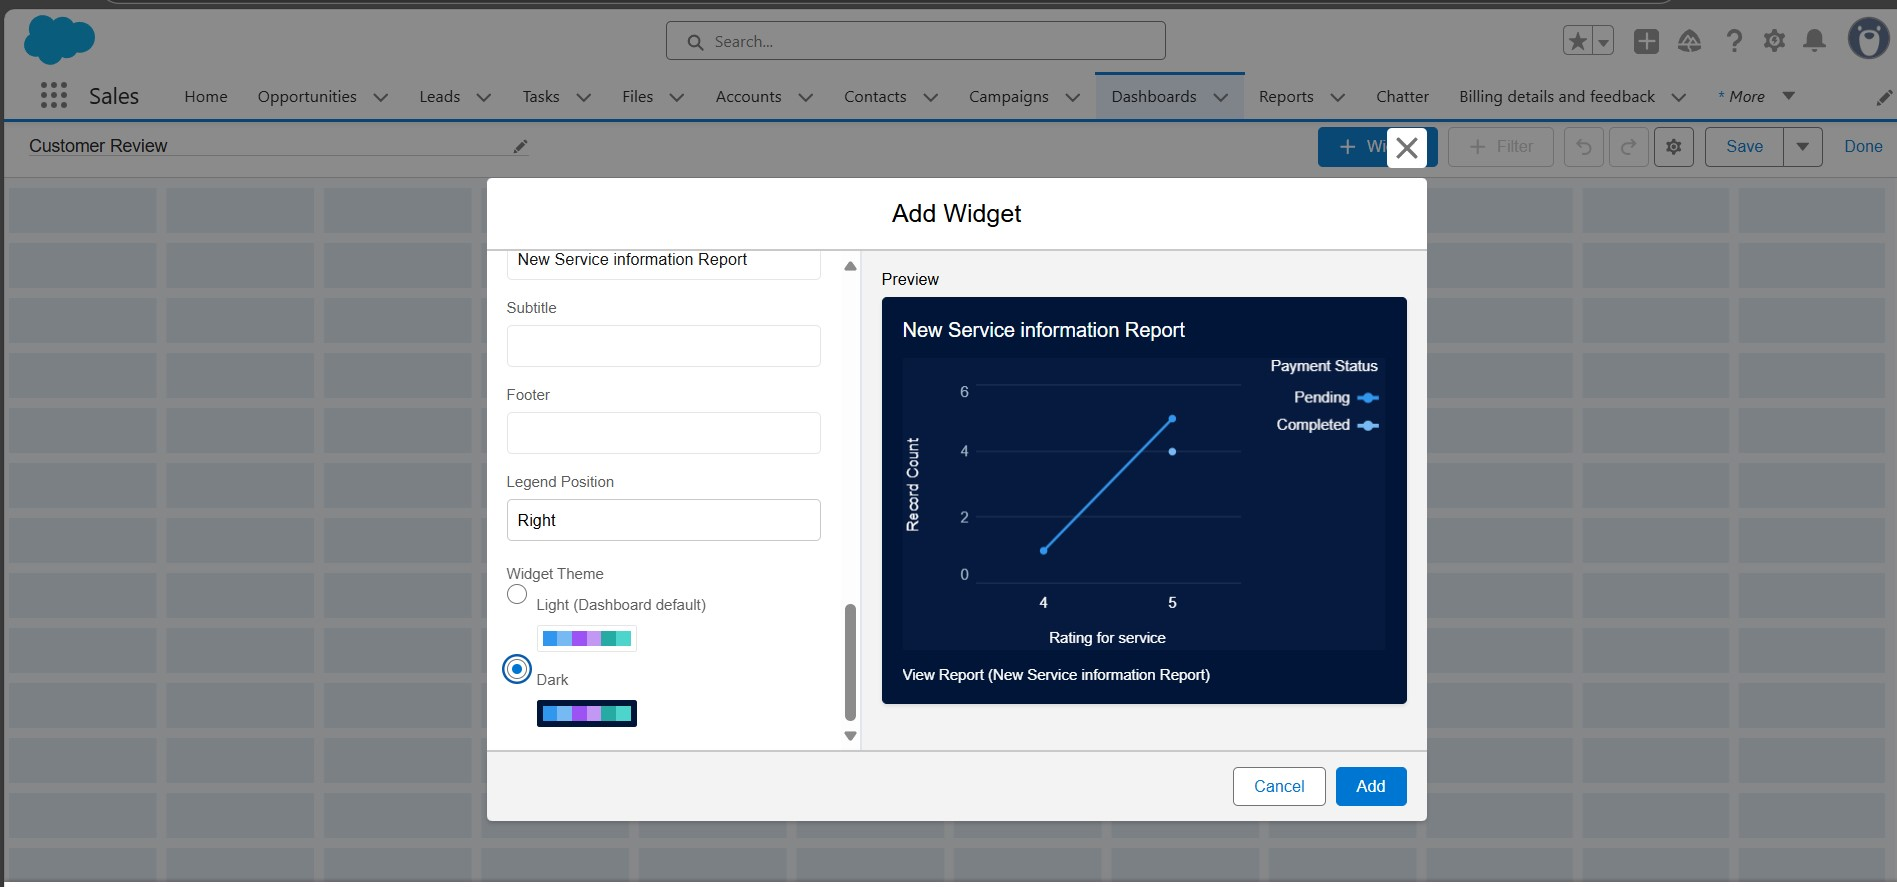 Search...
Sales
Home
Opportunities
Leads
Tasks
Files
Accounts
Contacts
Campaigns
Dashboards
Reports
Chatter
Billing details and feedback
* More
Customer Review
+ Wi
+ Filter
Save
Done
Add Widget
New Service information Report
Subtitle
Footer
Legend Position
Right
Widget Theme
Light (Dashboard default)
Dark
Preview
New Service information Report
Payment Status
Pending
Completed
Record Count
6
4
2
0
4
5
Rating for service
View Report (New Service information Report)
Cancel
Add